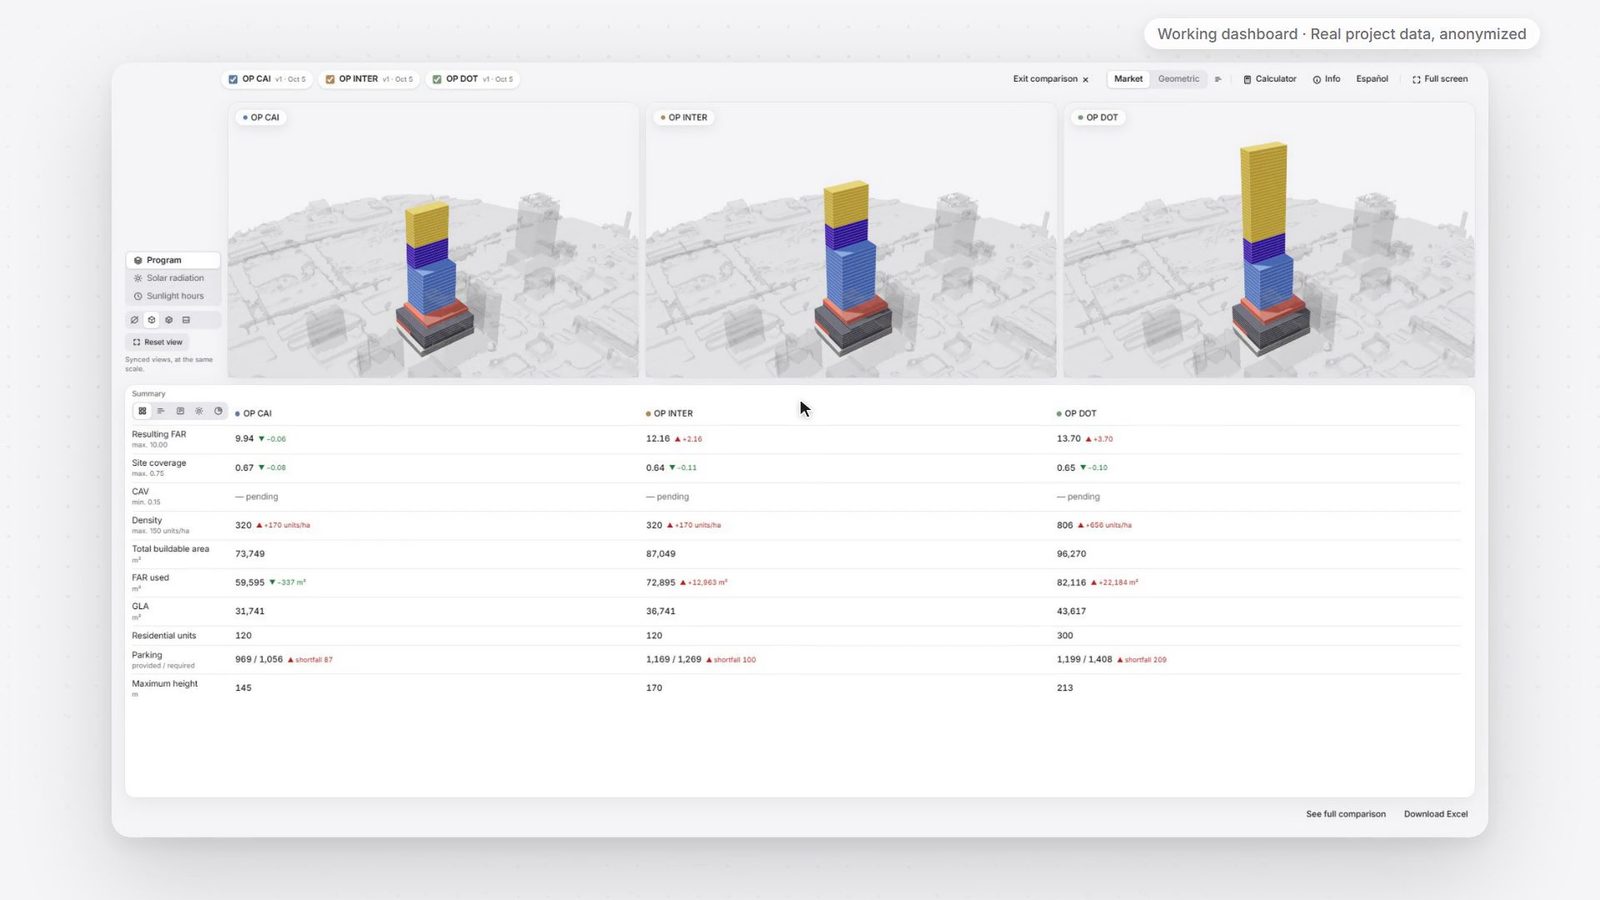 Working dashboard · Real project data, anonymized
OP CAI v1 · Oct 5
OP INTER v1 · Oct 5
OP DOT v1 · Oct 5
Exit comparison ×
Market
Geometric
Calculator
Info
Español
Full screen
OP CAI
OP INTER
OP DOT
Program
Solar radiation
Sunlight hours
Reset view
Synced views, at the same
scale.
Summary
OP CAI
OP INTER
OP DOT
Resulting FAR
max. 10.00
9.94 ▼ −0.06
12.16 ▲ +2.16
13.70 ▲ +3.70
Site coverage
max. 0.75
0.67 ▼ −0.08
0.64 ▼ −0.11
0.65 ▼ −0.10
CAV
min. 0.15
— pending
— pending
— pending
Density
max. 150 units/ha
320 ▲ +170 units/ha
320 ▲ +170 units/ha
806 ▲ +656 units/ha
Total buildable area
m²
73,749
87,049
96,270
FAR used
m²
59,595 ▼ −337 m²
72,895 ▲ +12,963 m²
82,116 ▲ +22,184 m²
GLA
m²
31,741
36,741
43,617
Residential units
120
120
300
Parking
provided / required
969 / 1,056 ▲ shortfall 87
1,169 / 1,269 ▲ shortfall 100
1,199 / 1,408 ▲ shortfall 209
Maximum height
m
145
170
213
See full comparison
Download Excel